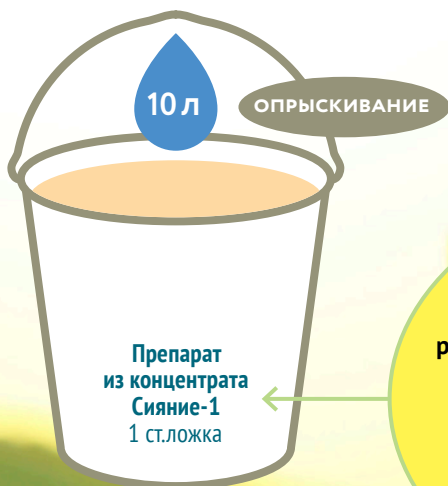 10 л
ОПРЫСКИВАНИЕ
Препарат
из концентрата
Сияние-1
1 ст.ложка